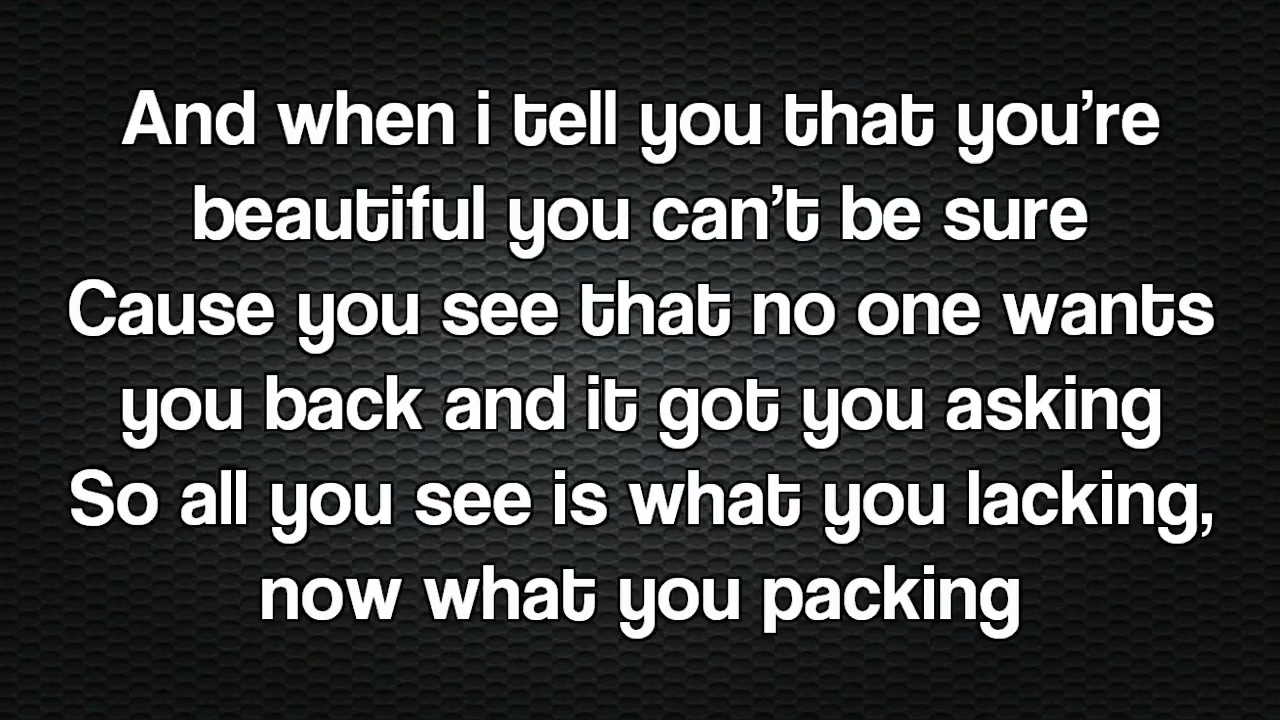 And when i tell you that you’re
beautiful you can’t be sure
Cause you see that no one wants
you back and it got you asking
So all you see is what you lacking,
now what you packing